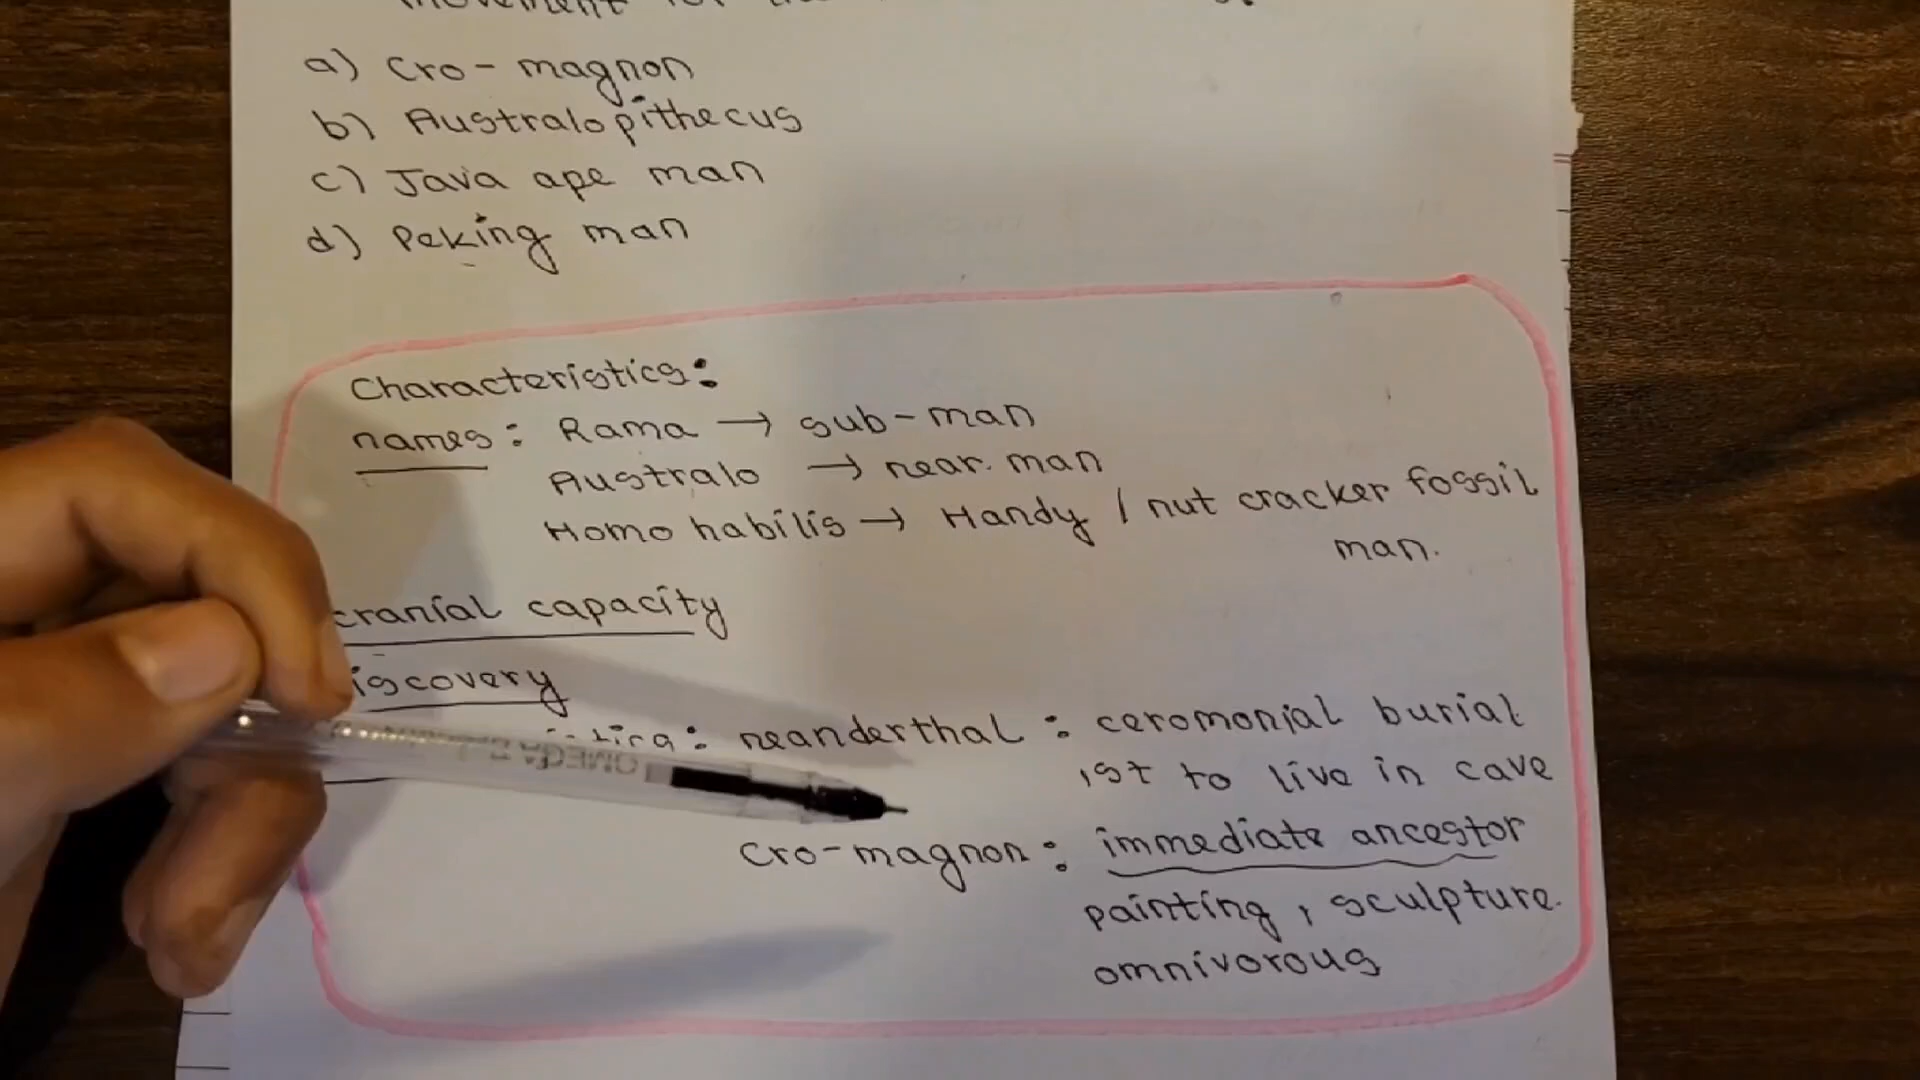 a) Cro-magnon
b) Australopithecus
c) Java ape man
d) Peking man
Characteristics:
names: Rama → sub-man
Australo → near man
Homo habilis → Handy / nut cracker fossil
man.
cranial capacity
iscovery
neanderthal: ceromonial burial
1st to live in cave
cro-magnon: immediate ancestor
painting, sculpture.
omnivorous